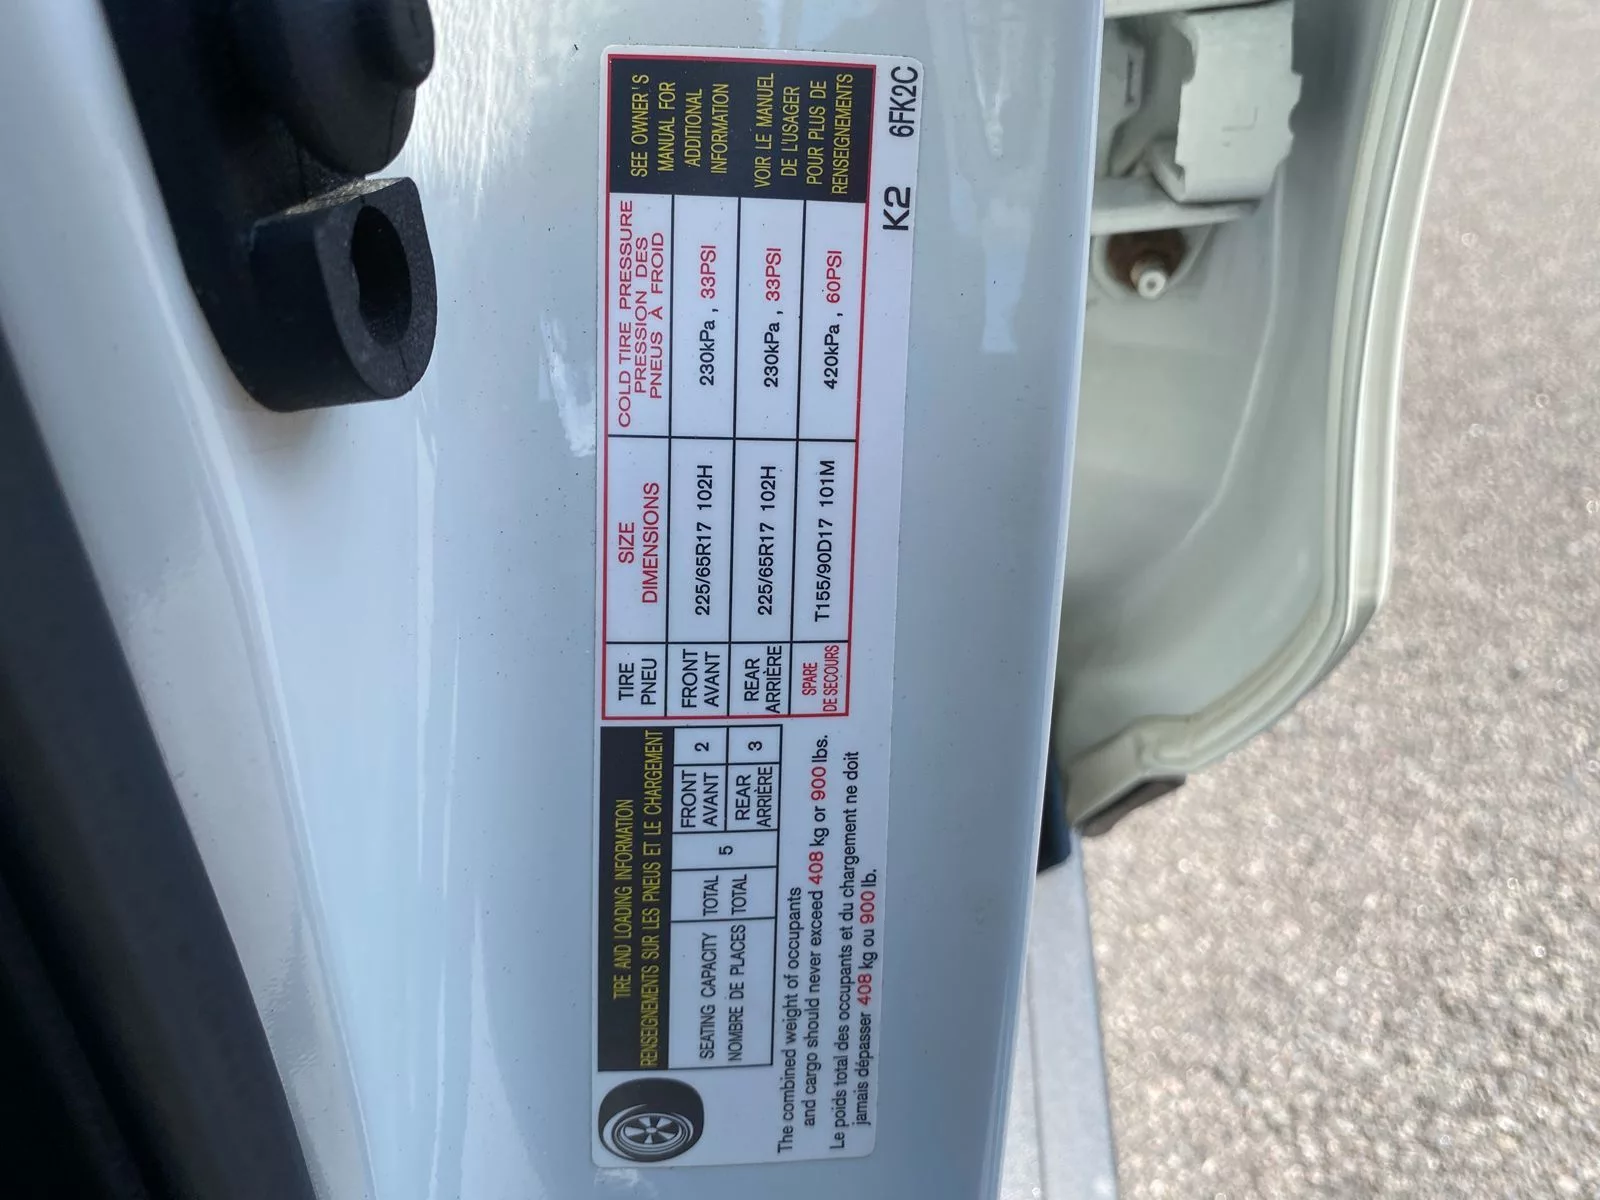 TIRE AND LOADING INFORMATION
RENSEIGNEMENTS SUR LES PNEUS ET LE CHARGEMENT
SEATING CAPACITY
NOMBRE DE PLACES
TOTAL
TOTAL
5
FRONT
AVANT
2
REAR
ARRIÈRE
3
The combined weight of occupants
and cargo should never exceed 408 kg or 900 lbs.
Le poids total des occupants et du chargement ne doit
jamais dépasser 408 kg ou 900 lb.
TIRE
PNEU
SIZE
DIMENSIONS
COLD TIRE PRESSURE
PRESSION DES
PNEUS À FROID
FRONT
AVANT
225/65R17 102H
230kPa , 33PSI
REAR
ARRIÈRE
225/65R17 102H
230kPa , 33PSI
SPARE
DE SECOURS
T155/90D17 101M
420kPa , 60PSI
SEE OWNER'S
MANUAL FOR
ADDITIONAL
INFORMATION
VOIR LE MANUEL
DE L'USAGER
POUR PLUS DE
RENSEIGNEMENTS
K2 6FK2C
L